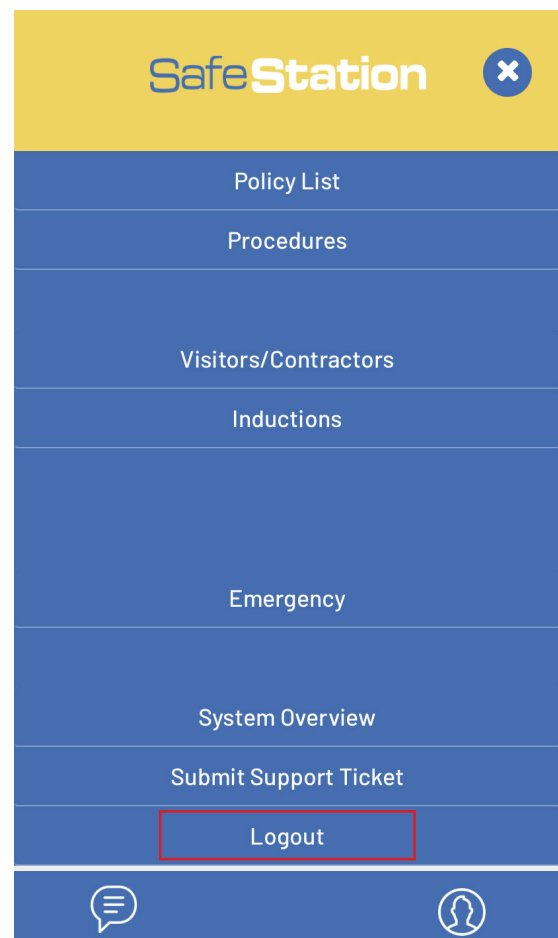 SafeStation
Policy List
Procedures
Visitors/Contractors
Inductions
Emergency
System Overview
Submit Support Ticket
Logout